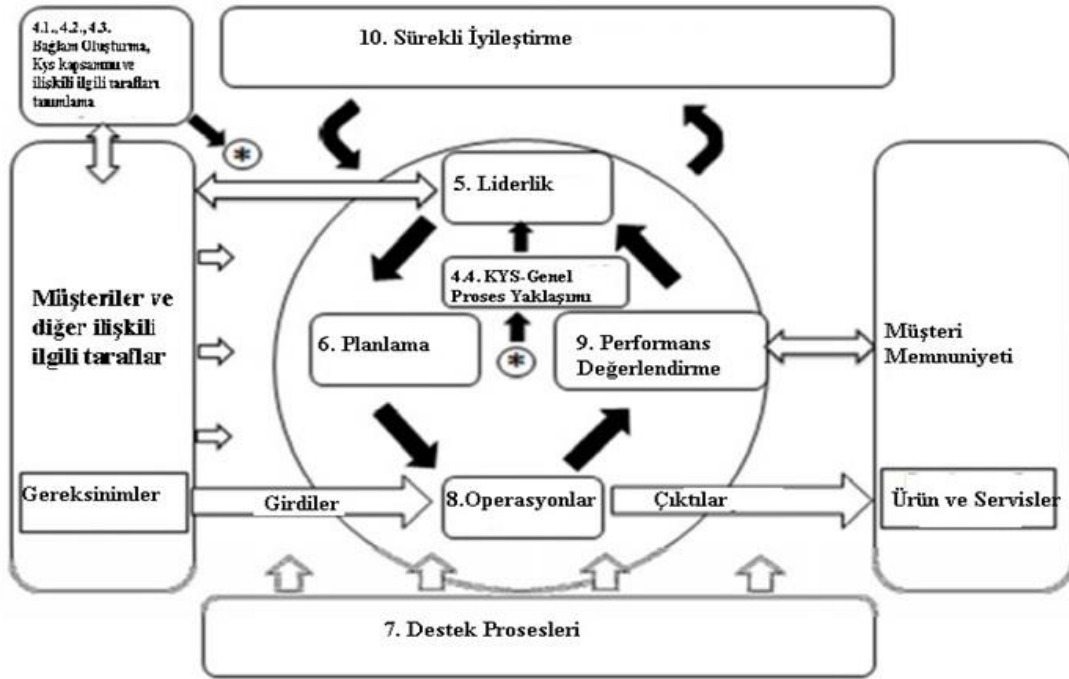 4.1., 4.2., 4.3.
Bağlam Oluşturma,
Kys kapsamını ve
ilişkili ilgili tarafları
tanımlama
10. Sürekli İyileştirme
*
5. Liderlik
4.4. KYS-Genel
Proses Yaklaşımı
Müşteriler ve
diğer ilişkili
ilgili taraflar
6. Planlama
*
9. Performans
Değerlendirme
Müşteri
Memnuniyeti
Gereksinimler
Girdiler
8.Operasyonlar
Çıktılar
Ürün ve Servisler
7. Destek Prosesleri